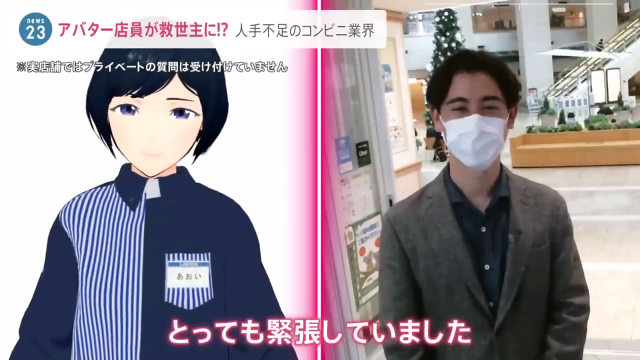 news
23
アバター店員が救世主に!? 人手不足のコンビニ業界
※実店舗ではプライベートの質問は受け付けていません
LAWSON
あおい
とっても緊張していました